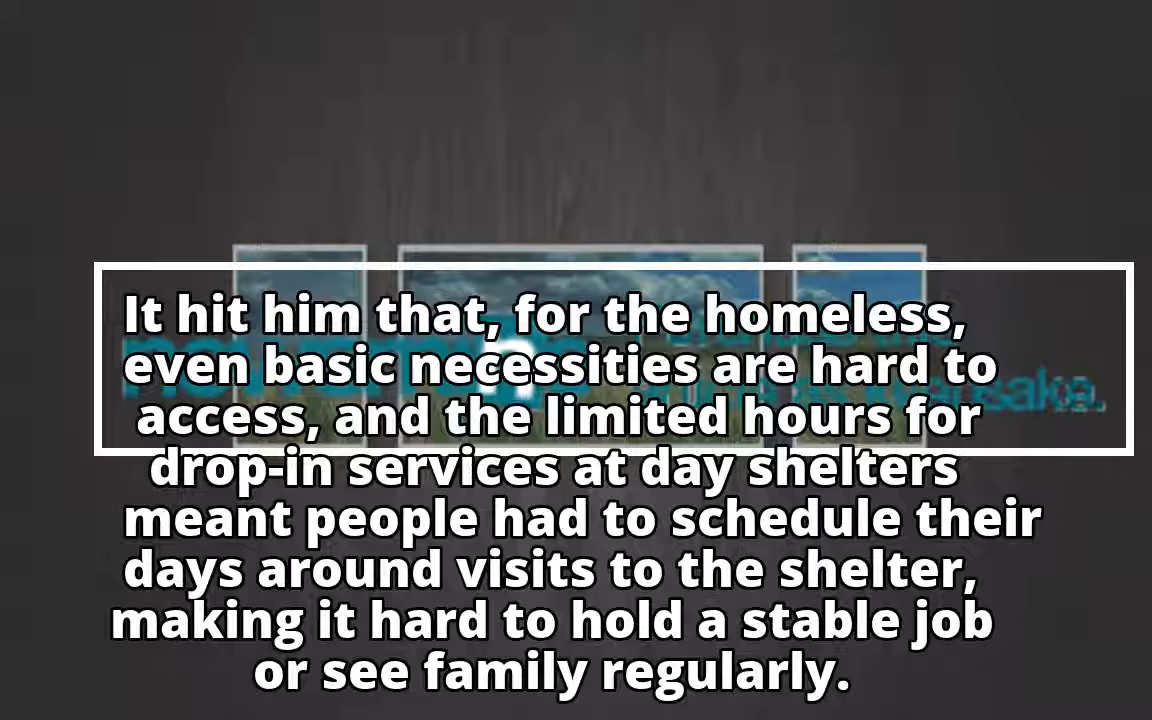 It hit him that, for the homeless,
even basic necessities are hard to
access, and the limited hours for
drop-in services at day shelters
meant people had to schedule their
days around visits to the shelter,
making it hard to hold a stable job
or see family regularly.